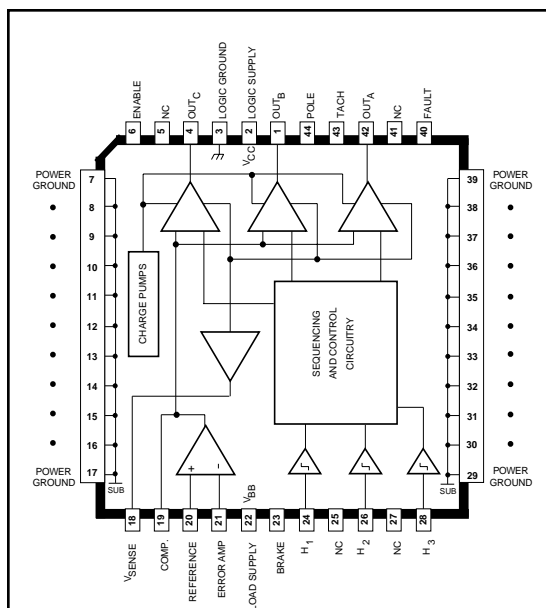 ENABLE
NC
OUTC
LOGIC GROUND
LOGIC SUPPLY
OUTB
POLE
TACH
OUTA
NC
FAULT
6
5
4
3
2
1
44
43
42
41
40
VCC
POWER
GROUND
7
8
9
10
11
12
13
14
15
16
17
POWER
GROUND
SUB
CHARGE PUMPS
SEQUENCING
AND CONTROL
CIRCUITRY
+
–
POWER
GROUND
39
38
37
36
35
34
33
32
31
30
29
POWER
GROUND
SUB
VBB
18
19
20
21
22
23
24
25
26
27
28
VSENSE
COMP.
REFERENCE
ERROR AMP
LOAD SUPPLY
BRAKE
H1
NC
H2
NC
H3